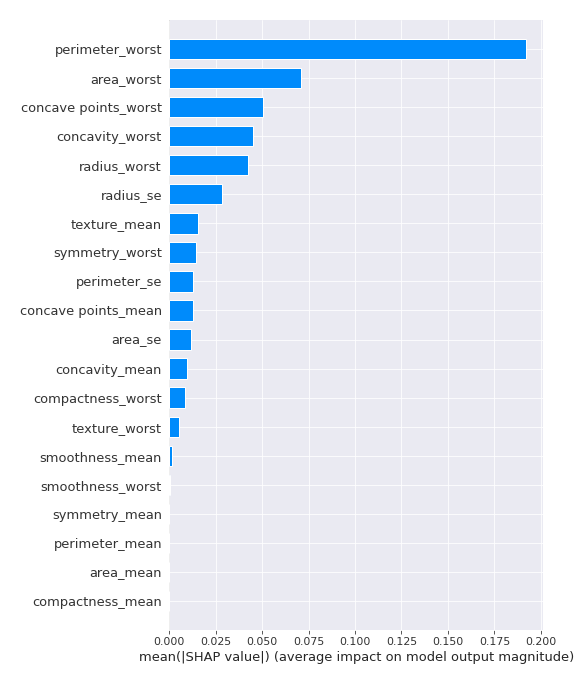 perimeter_worst
area_worst
concave points_worst
concavity_worst
radius_worst
radius_se
texture_mean
symmetry_worst
perimeter_se
concave points_mean
area_se
concavity_mean
compactness_worst
texture_worst
smoothness_mean
smoothness_worst
symmetry_mean
perimeter_mean
area_mean
compactness_mean
0.000 0.025 0.050 0.075 0.100 0.125 0.150 0.175 0.200
mean(|SHAP value|) (average impact on model output magnitude)